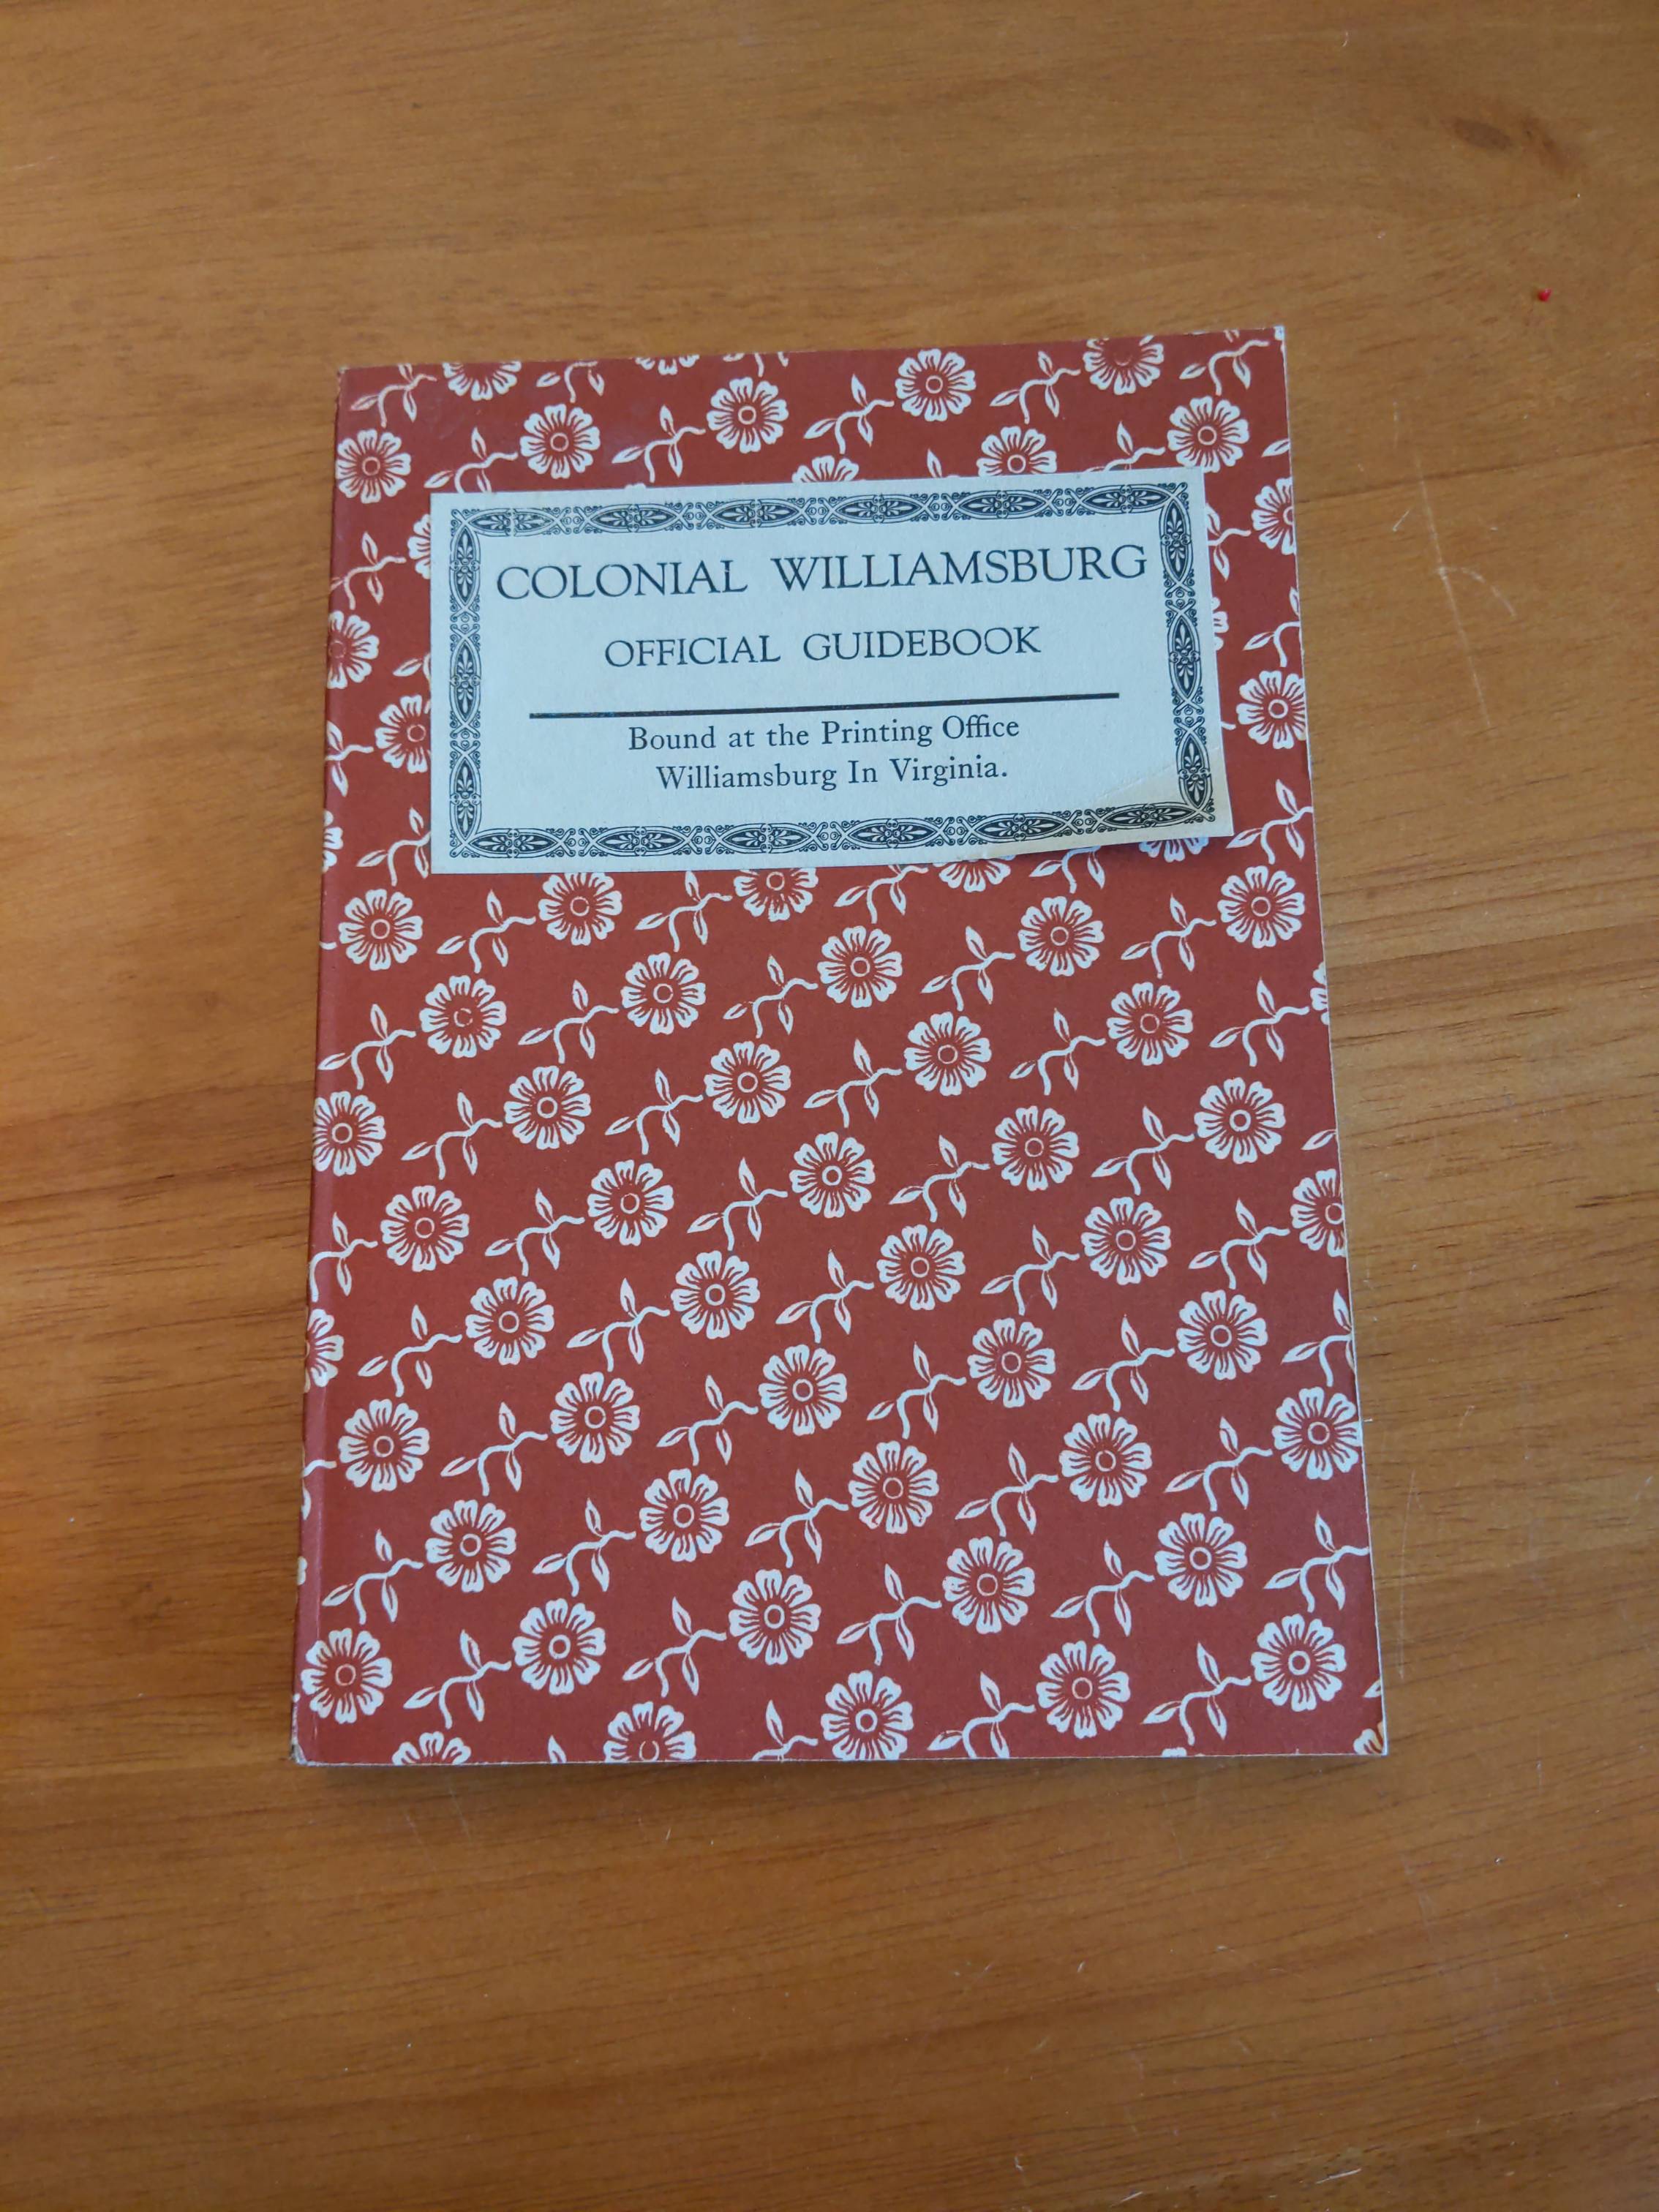 COLONIAL WILLIAMSBURG
OFFICIAL GUIDEBOOK
Bound at the Printing Office
Williamsburg In Virginia.